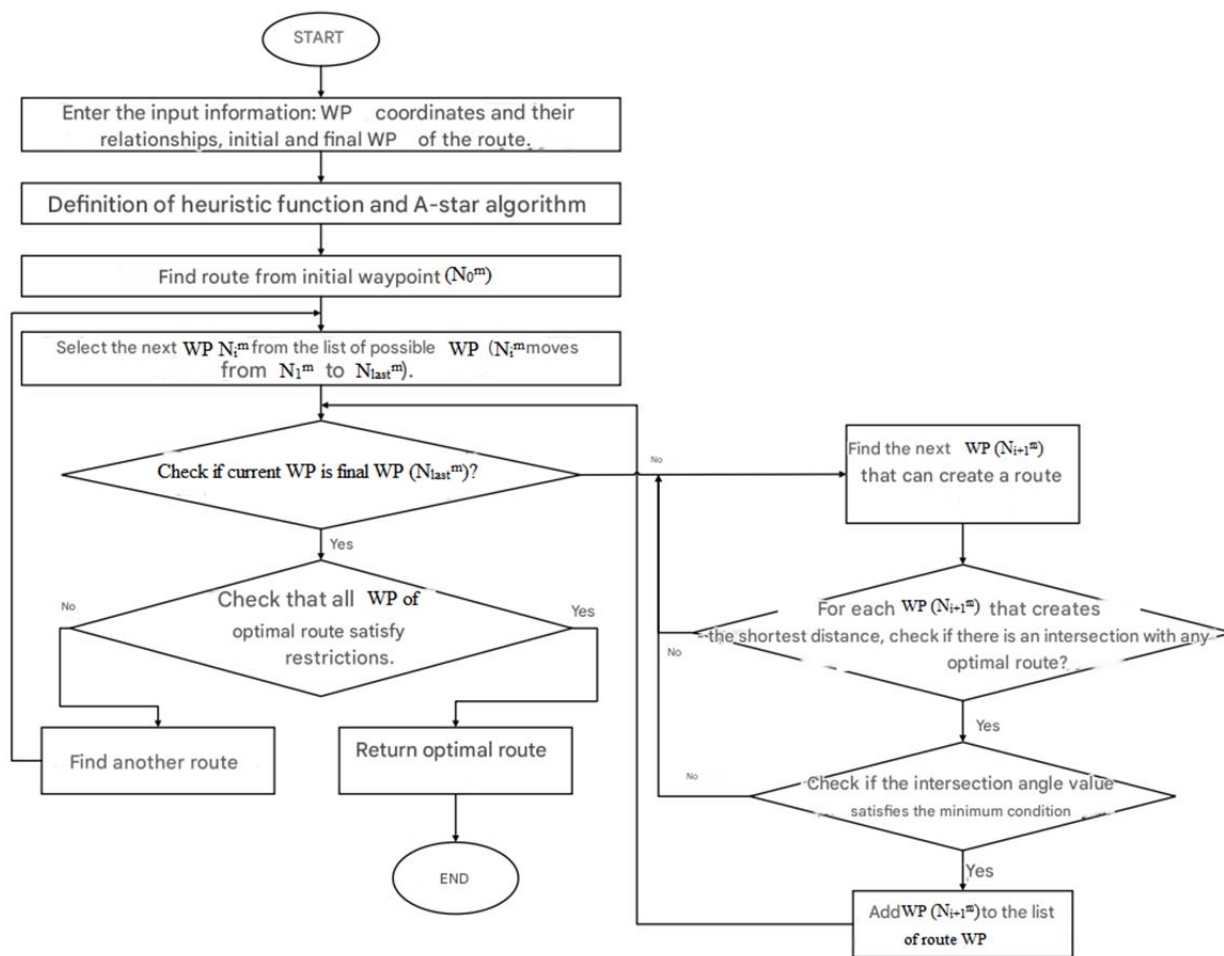 START
Enter the input information: WP coordinates and their
relationships, initial and final WP of the route.
Definition of heuristic function and A-star algorithm
Find route from initial waypoint (N₀ᵐ)
Select the next WP Nᵢᵐ from the list of possible WP (Nᵢᵐ moves
from N₁ᵐ to Nₗₐₛₜᵐ).
Check if current WP is final WP (Nₗₐₛₜᵐ)?
No
Find the next WP (Nᵢ₊₁ᵐ)
that can create a route
Yes
Check that all WP of
optimal route satisfy
restrictions.
No
Yes
For each WP (Nᵢ₊₁ᵐ) that creates
the shortest distance, check if there is an intersection with any
optimal route?
No
Yes
Find another route
Return optimal route
Check if the intersection angle value
satisfies the minimum condition
No
Yes
END
Add WP (Nᵢ₊₁ᵐ) to the list
of route WP